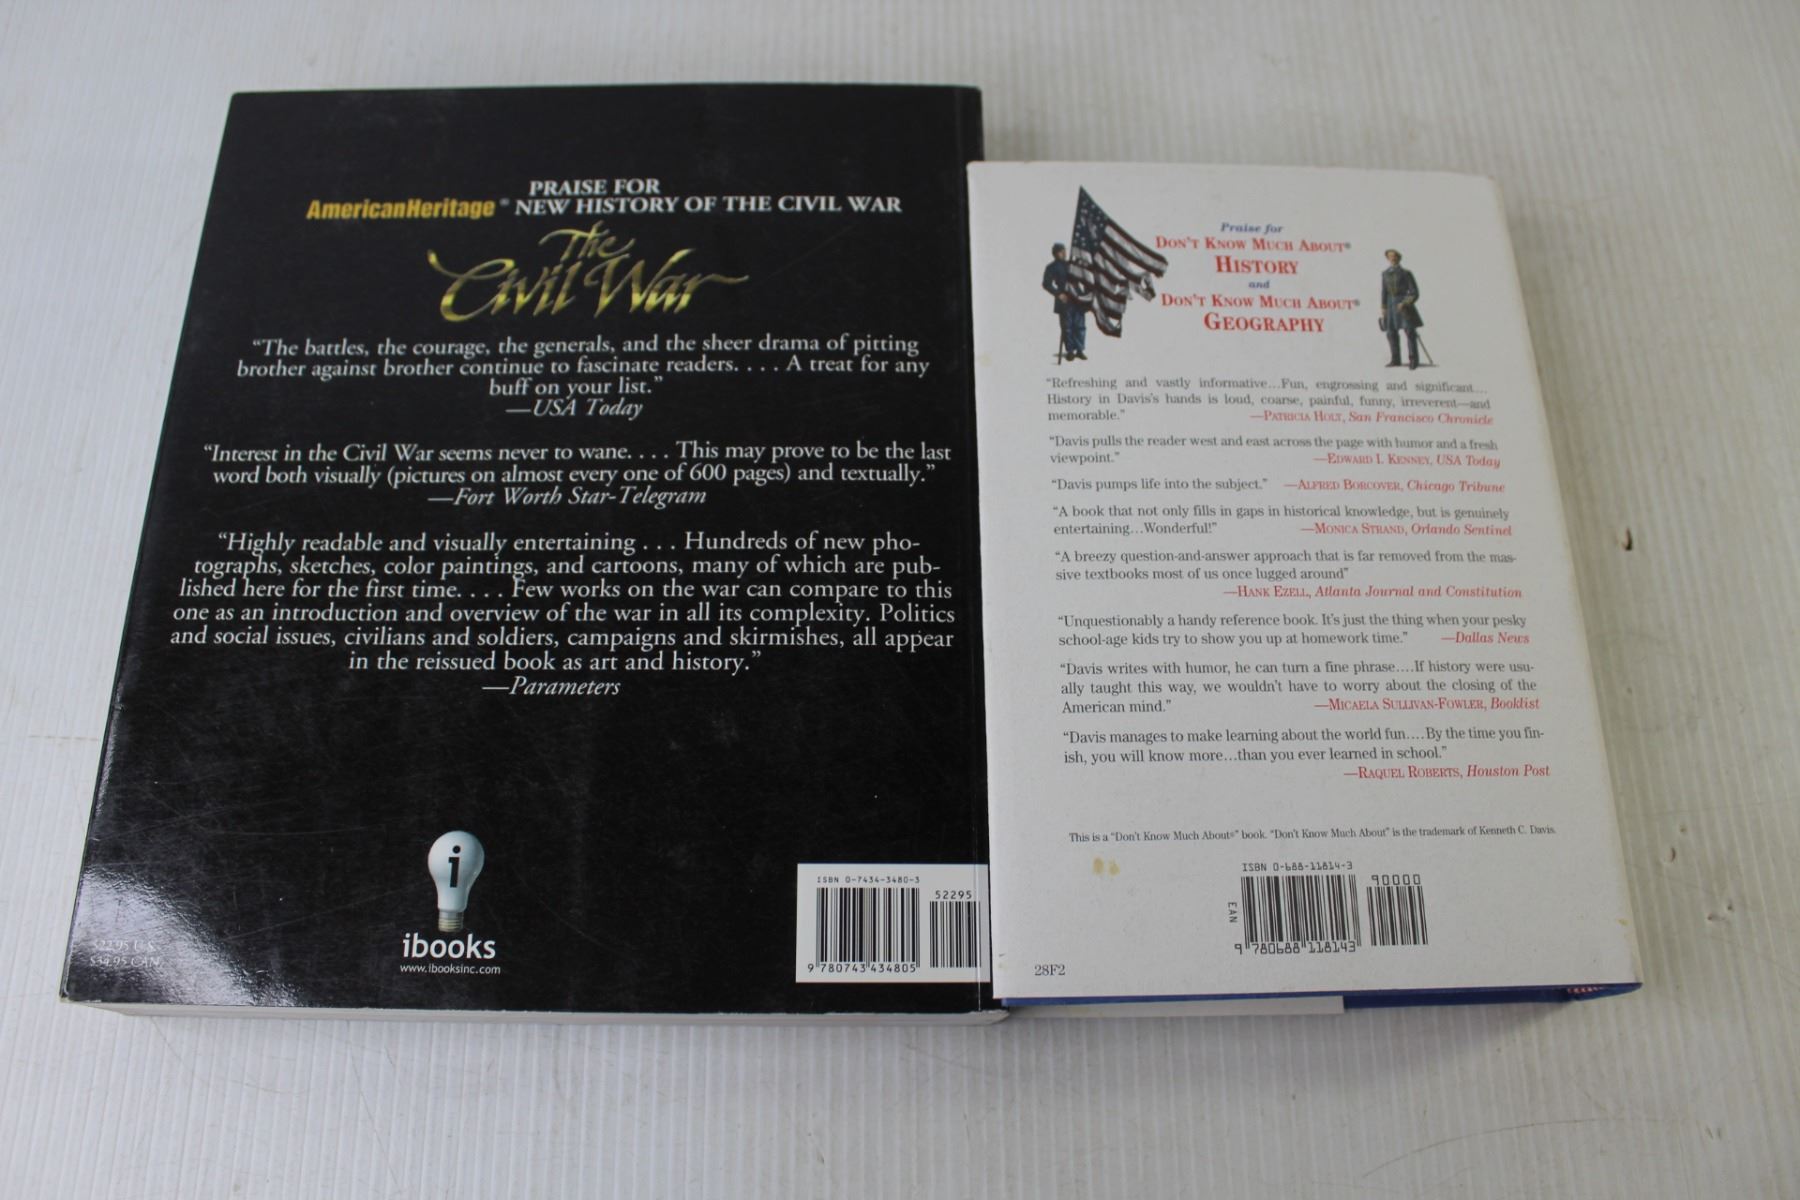 PRAISE FOR
AmericanHeritage® NEW HISTORY OF THE CIVIL WAR
The
Civil War
“The battles, the courage, the generals, and the sheer drama of pitting
brother against brother continue to fascinate readers. . . . A treat for any
buff on your list.”
—USA Today
“Interest in the Civil War seems never to wane. . . . This may prove to be the last
word both visually (pictures on almost every one of 600 pages) and textually.”
—Fort Worth Star-Telegram
“Highly readable and visually entertaining . . . Hundreds of new pho-
tographs, sketches, color paintings, and cartoons, many of which are pub-
lished here for the first time. . . . Few works on the war can compare to this
one as an introduction and overview of the war in all its complexity. Politics
and social issues, civilians and soldiers, campaigns and skirmishes, all appear
in the reissued book as art and history.”
—Parameters
i
ibooks
www.ibooksinc.com
$22.95 U.S.
$34.95 CAN.
ISBN 0-7434-3480-3
52295
9 780743 434805
Praise for
DON'T KNOW MUCH ABOUT®
HISTORY
and
DON'T KNOW MUCH ABOUT®
GEOGRAPHY
“Refreshing and vastly informative...Fun, engrossing and significant....
History in Davis's hands is loud, coarse, painful, funny, irreverent—and
memorable.” —PATRICIA HOLT, San Francisco Chronicle
“Davis pulls the reader west and east across the page with humor and a fresh
viewpoint.” —EDWARD I. KENNEY, USA Today
“Davis pumps life into the subject.” —ALFRED BORCOVER, Chicago Tribune
“A book that not only fills in gaps in historical knowledge, but is genuinely
entertaining...Wonderful!” —MONICA STRAND, Orlando Sentinel
“A breezy question-and-answer approach that is far removed from the mas-
sive textbooks most of us once lugged around”
—HANK EZELL, Atlanta Journal and Constitution
“Unquestionably a handy reference book. It's just the thing when your pesky
school-age kids try to show you up at homework time.” —Dallas News
“Davis writes with humor, he can turn a fine phrase....If history were usu-
ally taught this way, we wouldn't have to worry about the closing of the
American mind.” —MICAELA SULLIVAN-FOWLER, Booklist
“Davis manages to make learning about the world fun....By the time you fin-
ish, you will know more...than you ever learned in school.”
—RAQUEL ROBERTS, Houston Post
This is a “Don't Know Much About®” book. “Don't Know Much About” is the trademark of Kenneth C. Davis.
ISBN 0-688-11814-3
90000
EAN
9 780688 118143
28F2